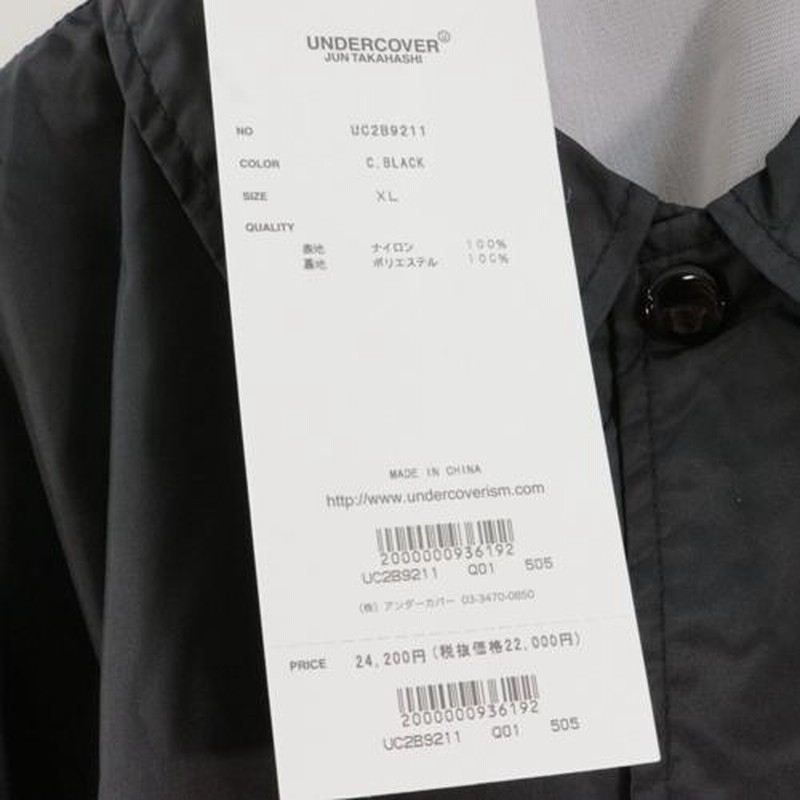 UNDERCOVER
JUN TAKAHASHI
NO UC2B9211
COLOR C.BLACK
SIZE XL
QUALITY
表地 ナイロン 100%
裏地 ポリエステル 100%
MADE IN CHINA
http://www.undercoverism.com
2000000936192
UC2B9211 Q01 505
(株) アンダーカバー 03-3470-0850
PRICE 24,200円(税抜価格22,000円)
2000000936192
UC2B9211 Q01 505